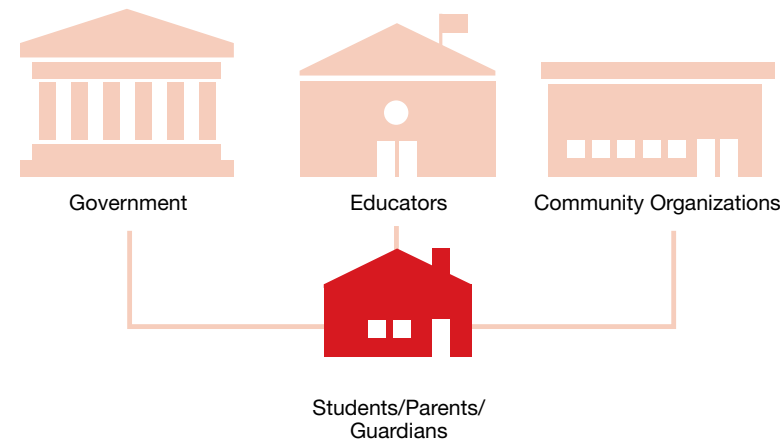 Government
Educators
Community Organizations
Students/Parents/
Guardians